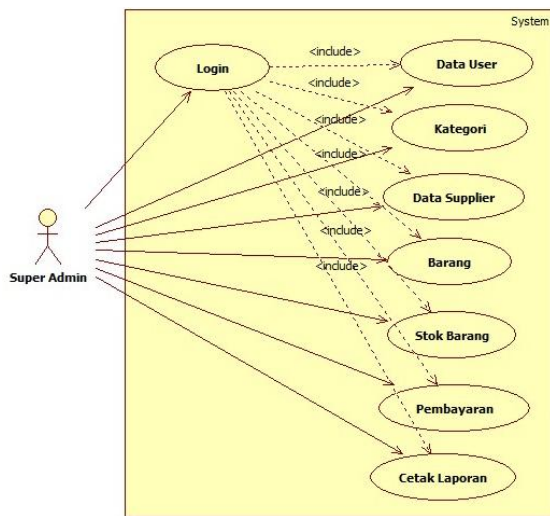 System
Login
<include>
Data User
<include>
Kategori
<include>
<include>
Data Supplier
<include>
<include>
Barang
<include>
Super Admin
Stok Barang
Pembayaran
Cetak Laporan